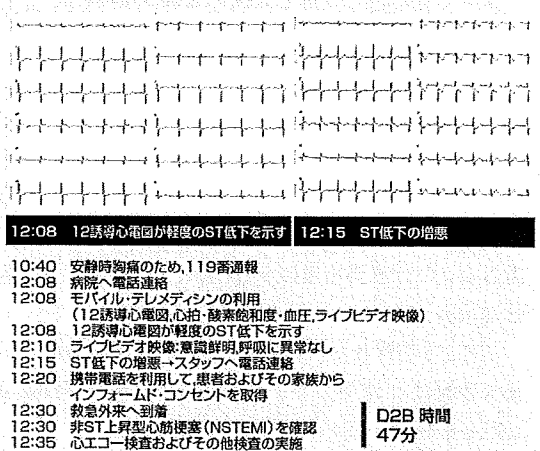 12:08 12誘導心電図が軽度のST低下を示す
12:15 ST低下の増悪
10:40 安静時胸痛のため,119番通報
12:08 病院へ電話連絡
12:08 モバイル・テレメディシンの利用
(12誘導心電図,心拍・酸素飽和度・血圧,ライブビデオ映像)
12:08 12誘導心電図が軽度のST低下を示す
12:10 ライブビデオ映像:意識鮮明,呼吸に異常なし
12:15 ST低下の増悪→スタッフへ電話連絡
12:20 携帯電話を利用して,患者およびその家族から
インフォームド・コンセントを取得
12:30 救急外来へ到着
12:30 非ST上昇型心筋梗塞(NSTEMI)を確認
12:35 心エコー検査およびその他検査の実施
D2B 時間
47分